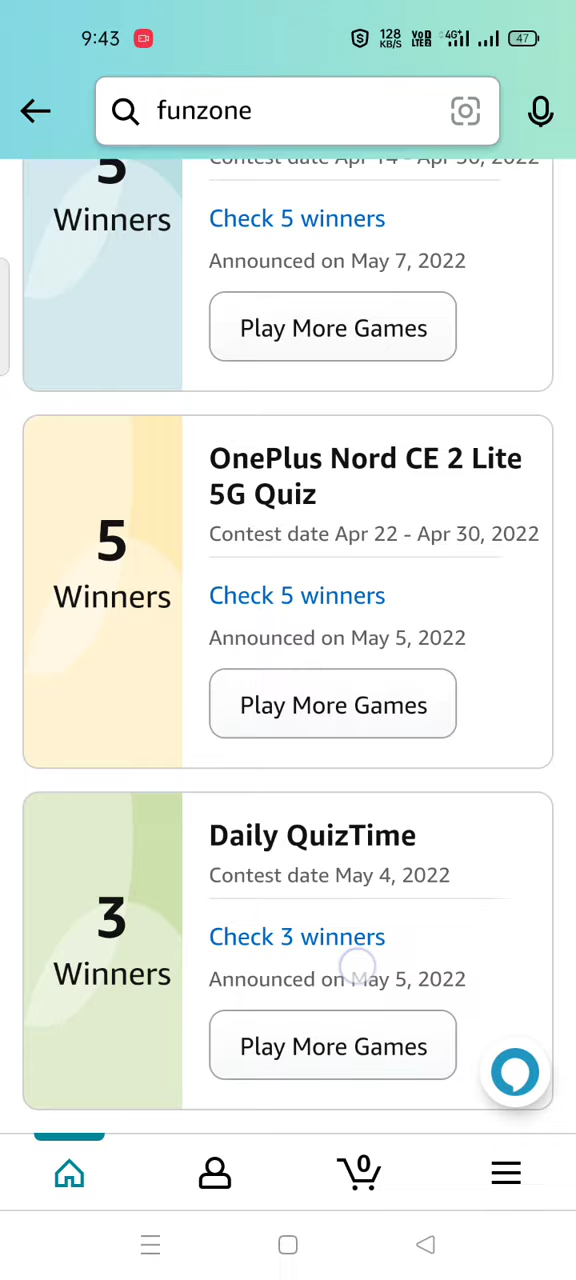 9:43
128
KB/S
VoD
LTE2
4G+
47
funzone
5
Winners
Contest date Apr 14 - Apr 30, 2022
Check 5 winners
Announced on May 7, 2022
Play More Games
5
Winners
OnePlus Nord CE 2 Lite
5G Quiz
Contest date Apr 22 - Apr 30, 2022
Check 5 winners
Announced on May 5, 2022
Play More Games
3
Winners
Daily QuizTime
Contest date May 4, 2022
Check 3 winners
Announced on May 5, 2022
Play More Games
0